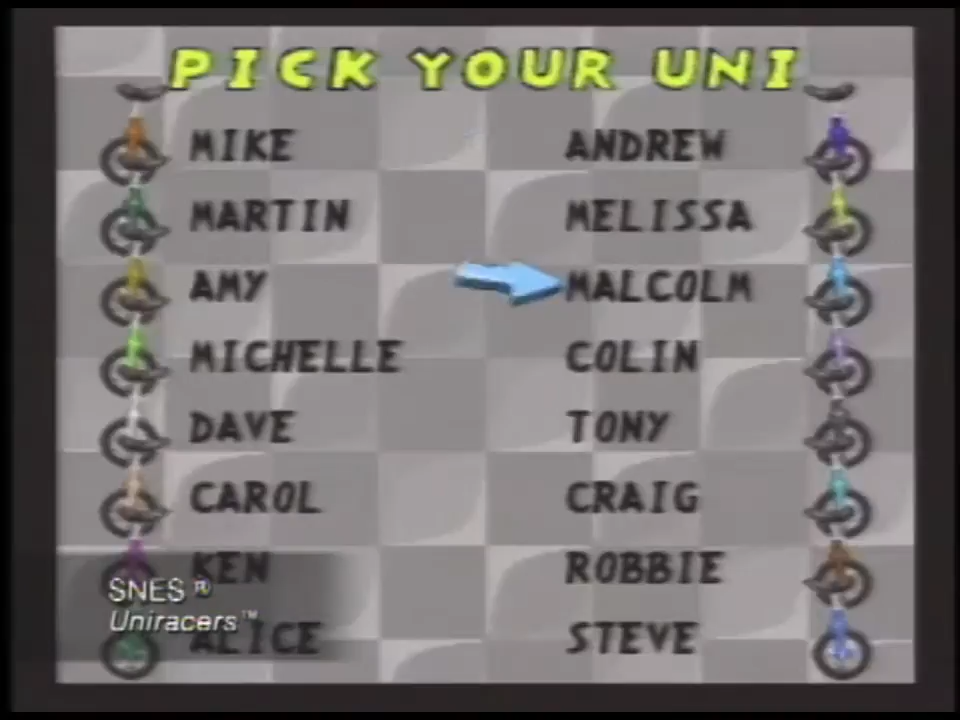 PICK YOUR UNI
MIKE ANDREW
MARTIN MELISSA
AMY MALCOLM
MICHELLE COLIN
DAVE TONY
CAROL CRAIG
KEN ROBBIE
SNES ®
Uniracers™
ALICE STEVE